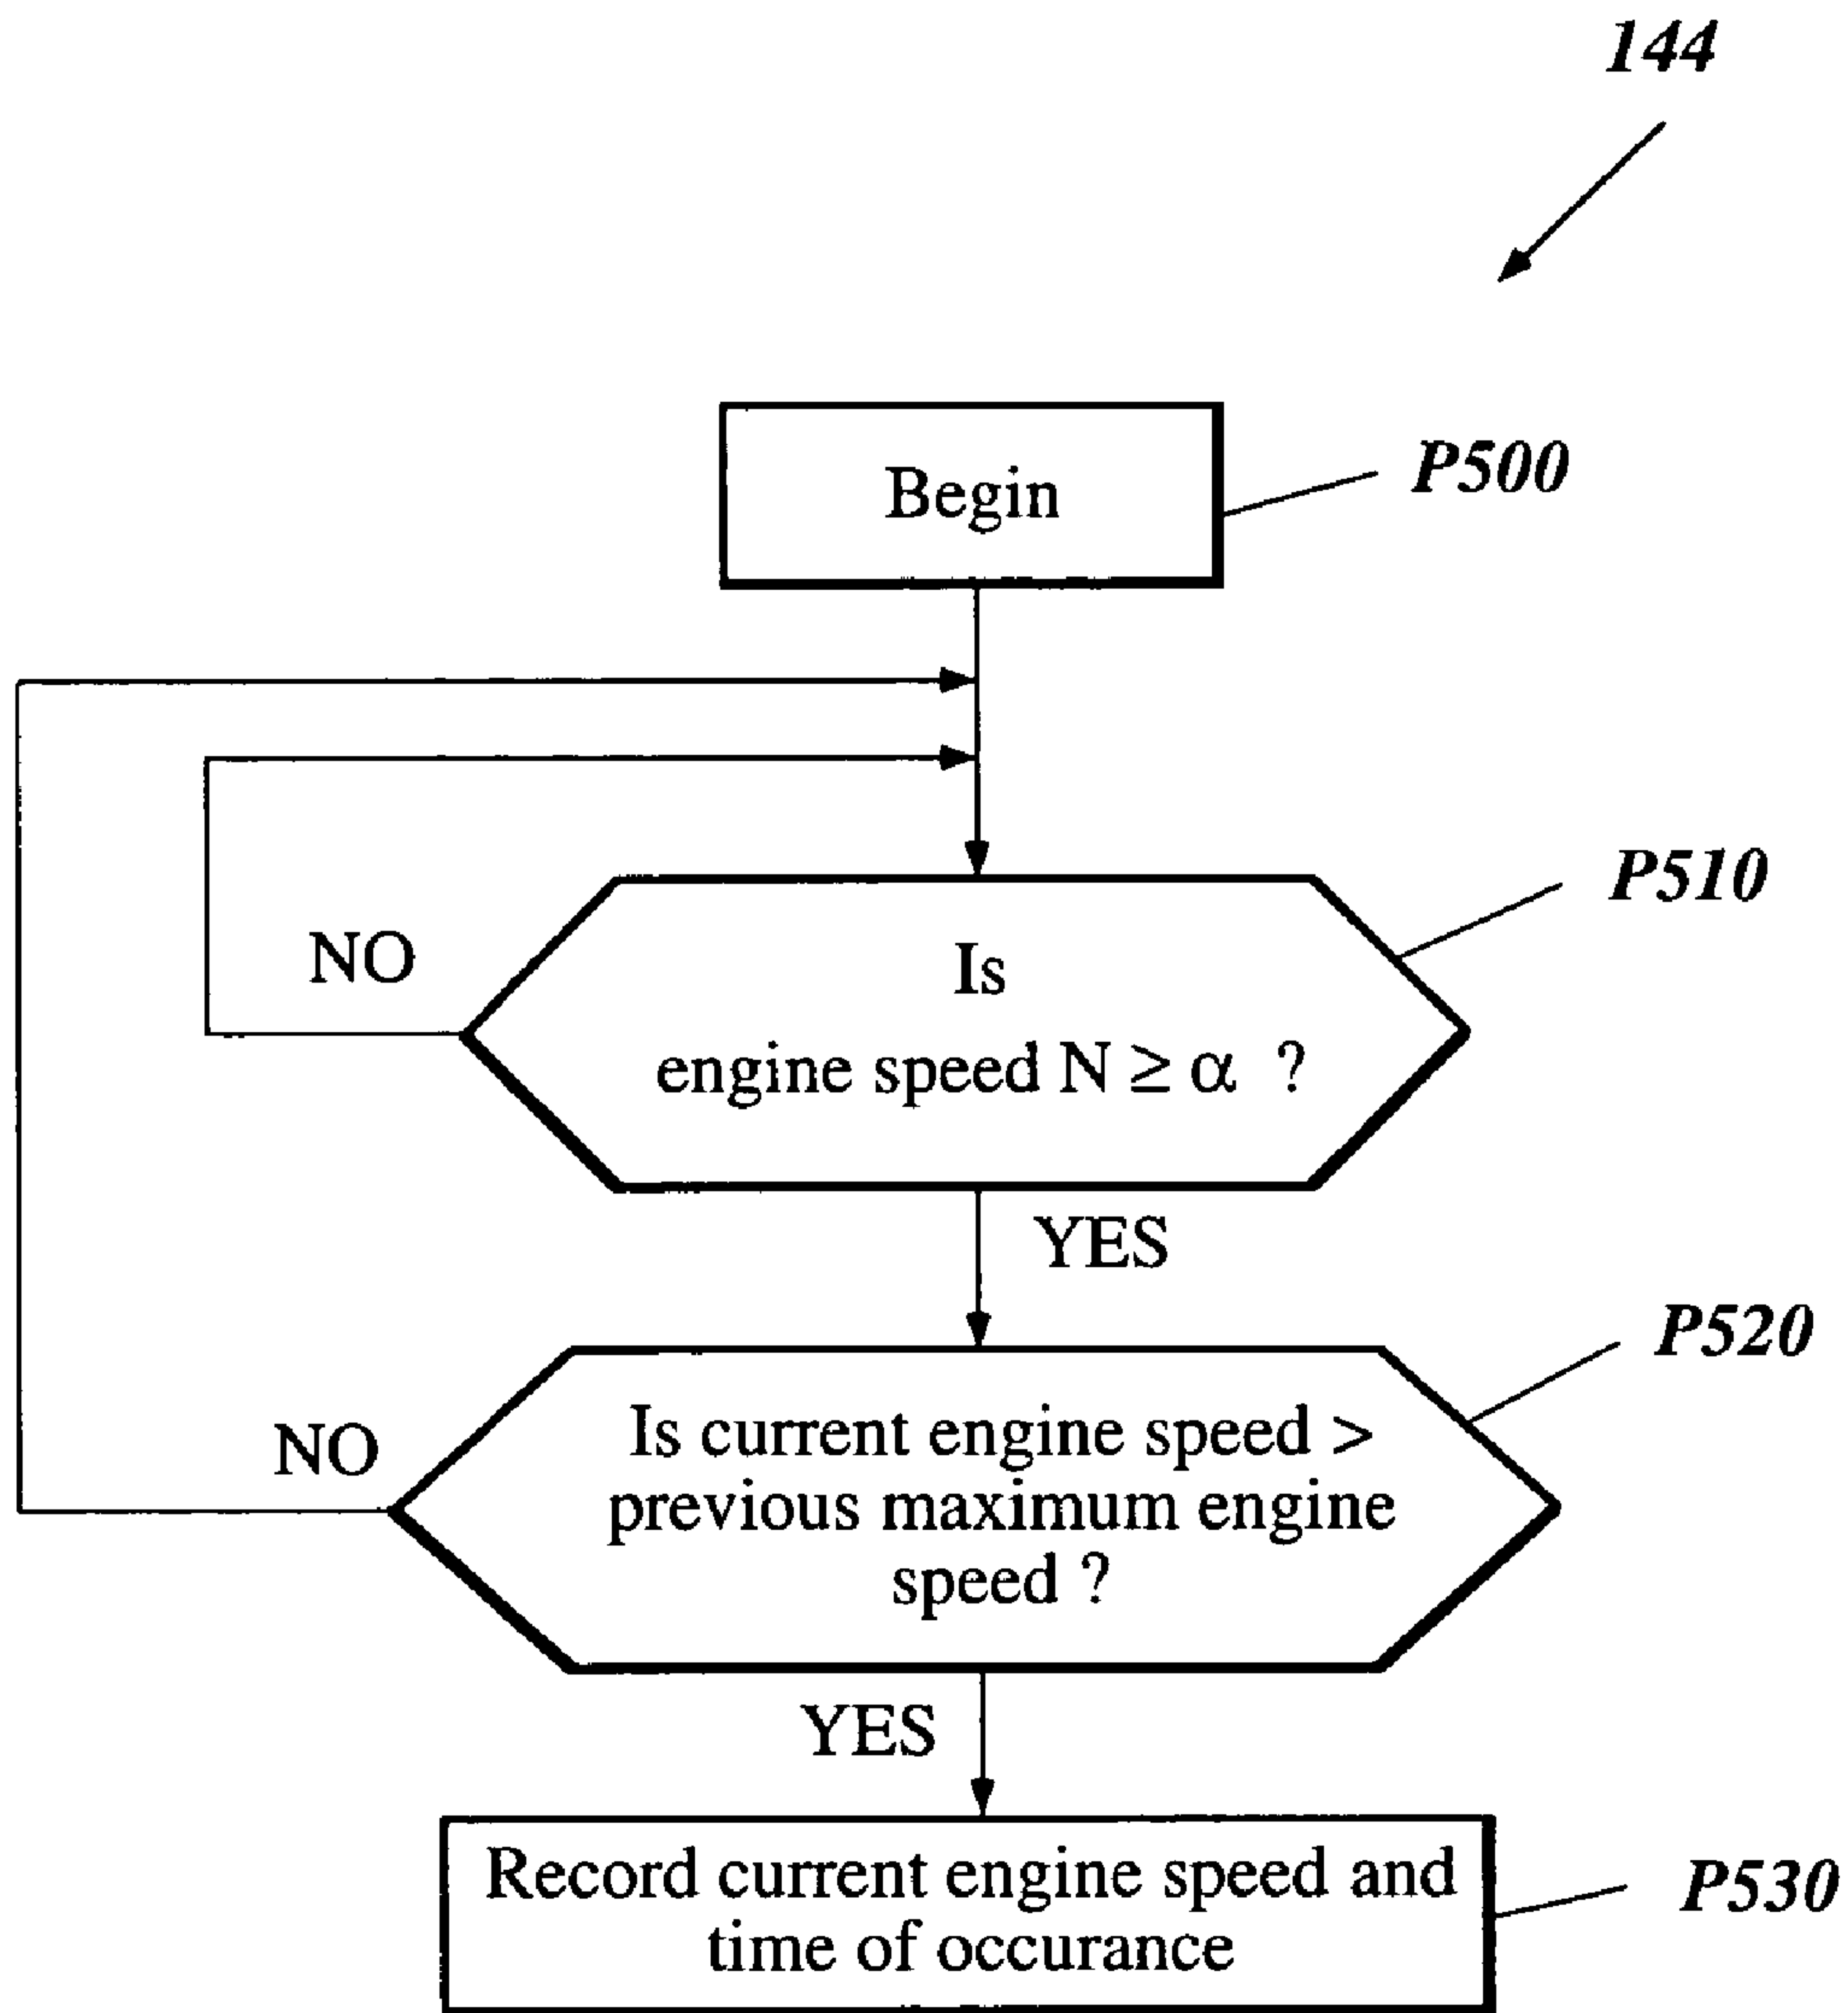 144
Begin
P500
P510
NO
Is
engine speed N ≥ α ?
YES
P520
NO
Is current engine speed >
previous maximum engine
speed ?
YES
Record current engine speed and
time of occurance
P530